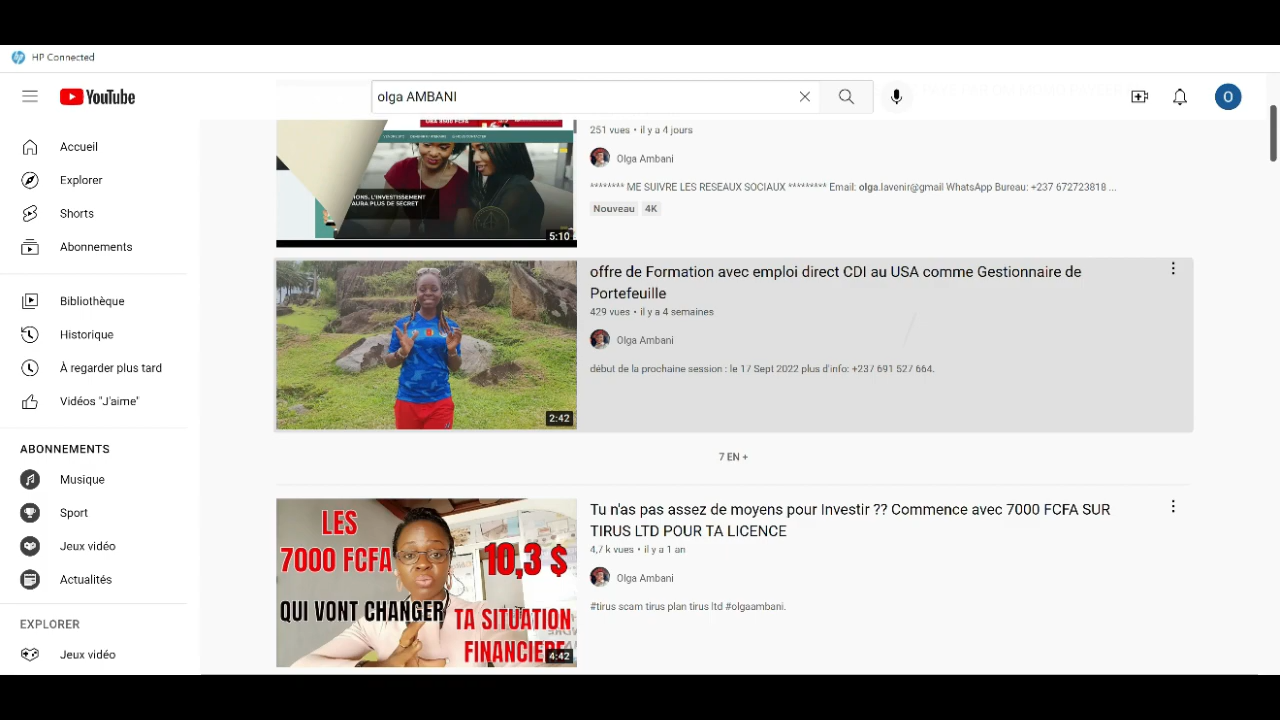 HP Connected
YouTube
olga AMBANI
O
Accueil
Explorer
Shorts
Abonnements
Bibliothèque
Historique
À regarder plus tard
Vidéos "J'aime"
ABONNEMENTS
Musique
Sport
Jeux vidéo
Actualités
EXPLORER
Jeux vidéo
5:10
251 vues • il y a 4 jours
Olga Ambani
******** ME SUIVRE LES RESEAUX SOCIAUX ********* Email: olga.lavenir@gmail WhatsApp Bureau: +237 672723818 ...
Nouveau 4K
2:42
offre de Formation avec emploi direct CDI au USA comme Gestionnaire de
Portefeuille
429 vues • il y a 4 semaines
Olga Ambani
début de la prochaine session : le 17 Sept 2022 plus d'info: +237 691 527 664.
7 EN +
LES
7000 FCFA
10,3 $
QUI VONT CHANGER
TA SITUATION
FINANCIERE
4:42
Tu n'as pas assez de moyens pour Investir ?? Commence avec 7000 FCFA SUR
TIRUS LTD POUR TA LICENCE
4,7 k vues • il y a 1 an
Olga Ambani
#tirus scam tirus plan tirus ltd #olgaambani.